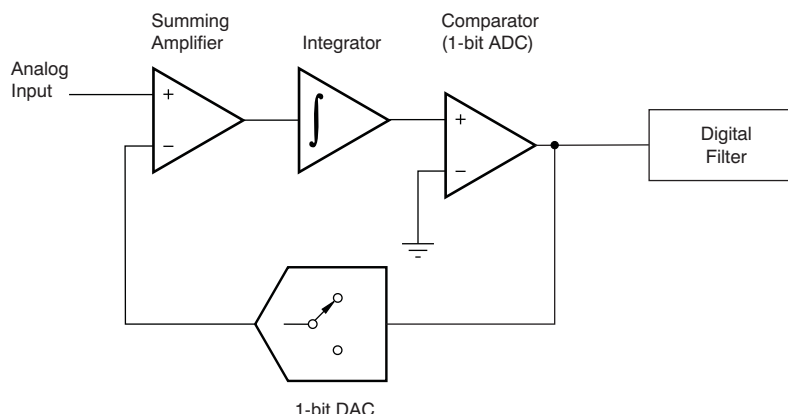 Summing
Amplifier
Integrator
Comparator
(1-bit ADC)
Analog
Input
+
−
∫
+
−
Digital
Filter
1-bit DAC